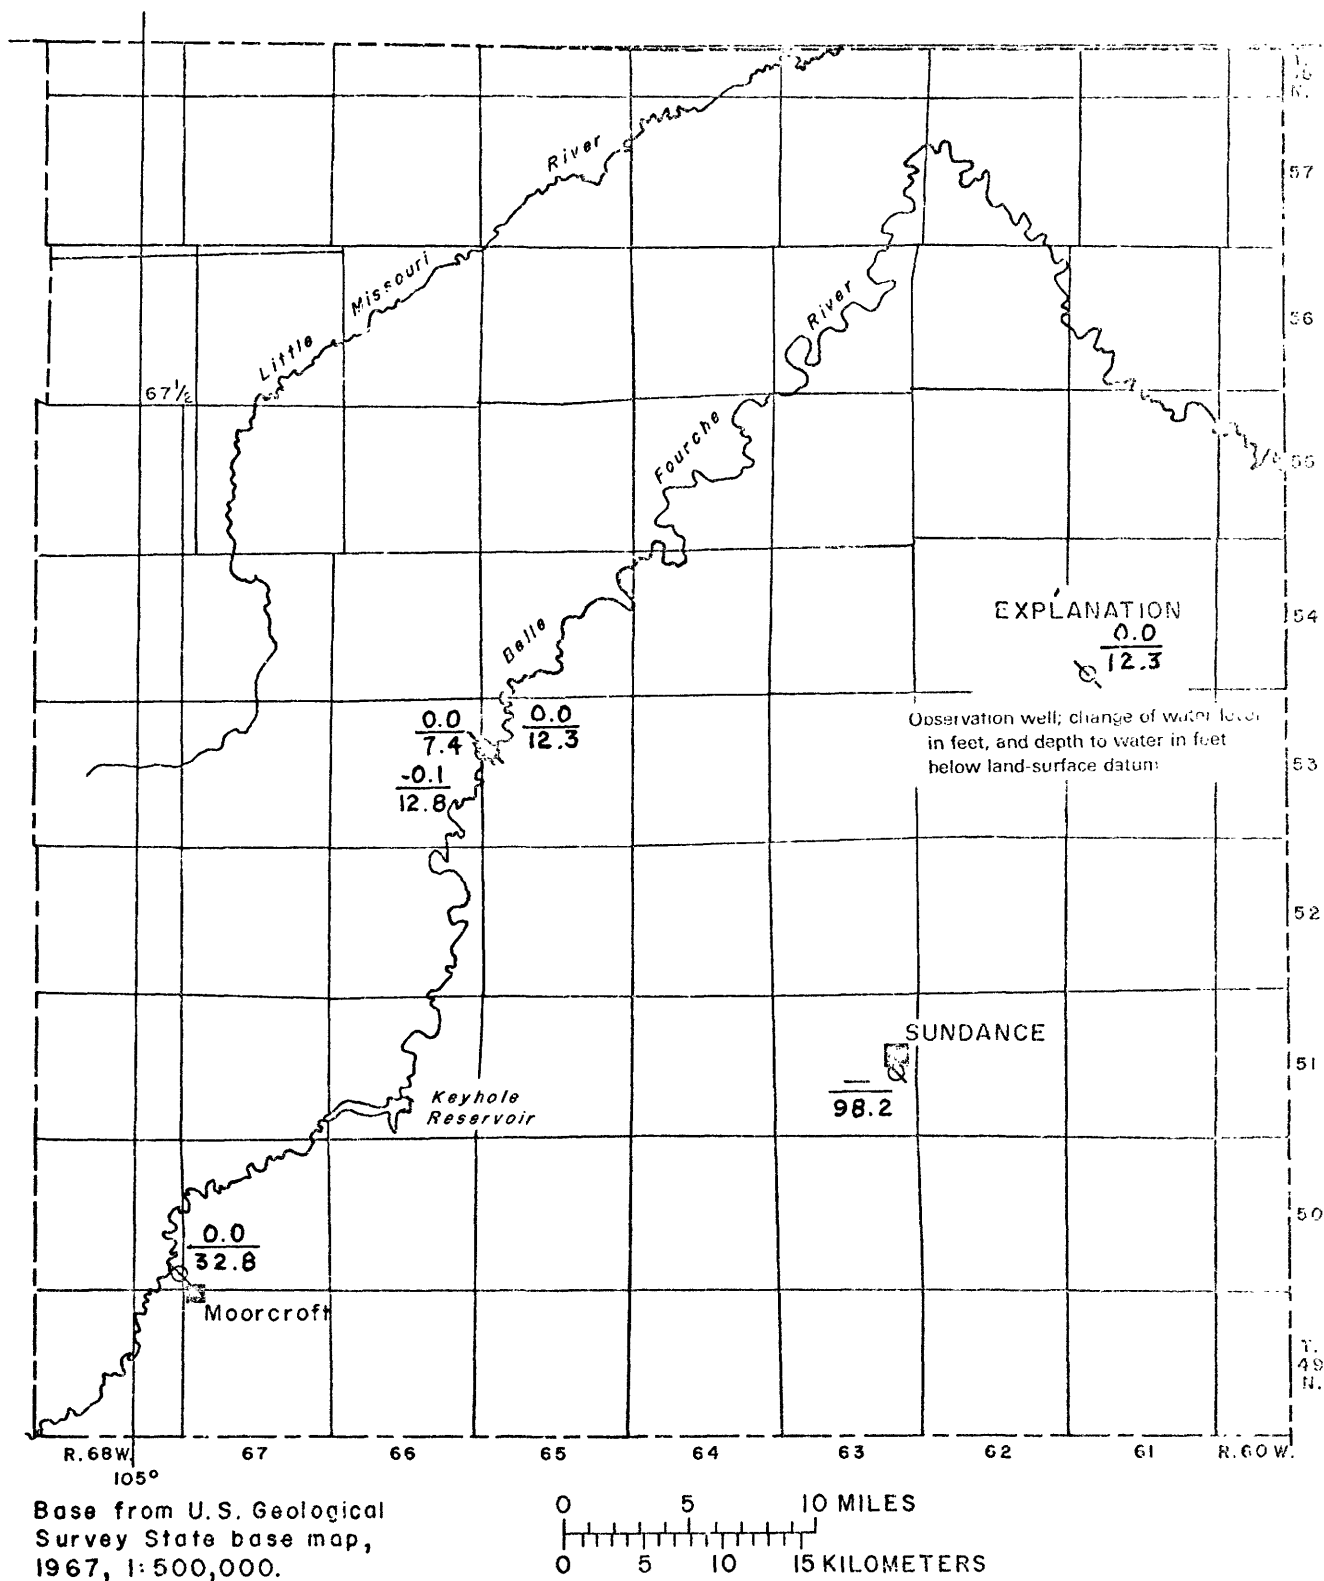 57
River
Missouri
Little
River
56
67 1/2
Fourche
55
EXPLANATION
54
0.0
12.3
Belle
0.0
7.4
0.0
12.3
Observation well; change of water level
in feet, and depth to water in feet
below land-surface datum
53
-0.1
12.8
52
SUNDANCE
51
—
98.2
Keyhole
Reservoir
50
0.0
32.8
Moorcroft
T.
49
N.
R.68W. 67 66 65 64 63 62 61 R.60W.
105°
Base from U.S. Geological
Survey State base map,
1967, 1:500,000.
0 5 10 MILES
0 5 10 15 KILOMETERS